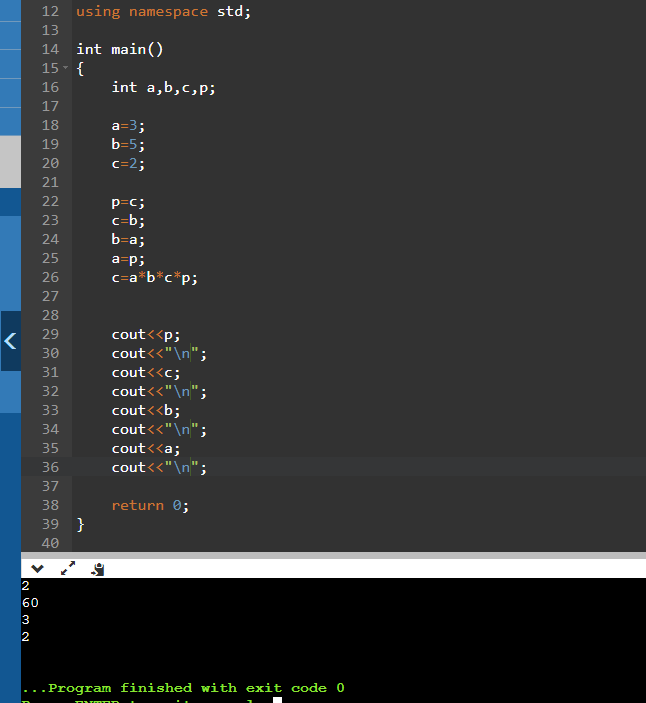 12 using namespace std;
13
14 int main()
15 {
16 int a,b,c,p;
17
18 a=3;
19 b=5;
20 c=2;
21
22 p=c;
23 c=b;
24 b=a;
25 a=p;
26 c=a*b*c*p;
27
28
29 cout<<p;
30 cout<<"\n";
31 cout<<c;
32 cout<<"\n";
33 cout<<b;
34 cout<<"\n";
35 cout<<a;
36 cout<<"\n";
37
38 return 0;
39 }
40
2
60
3
2
...Program finished with exit code 0